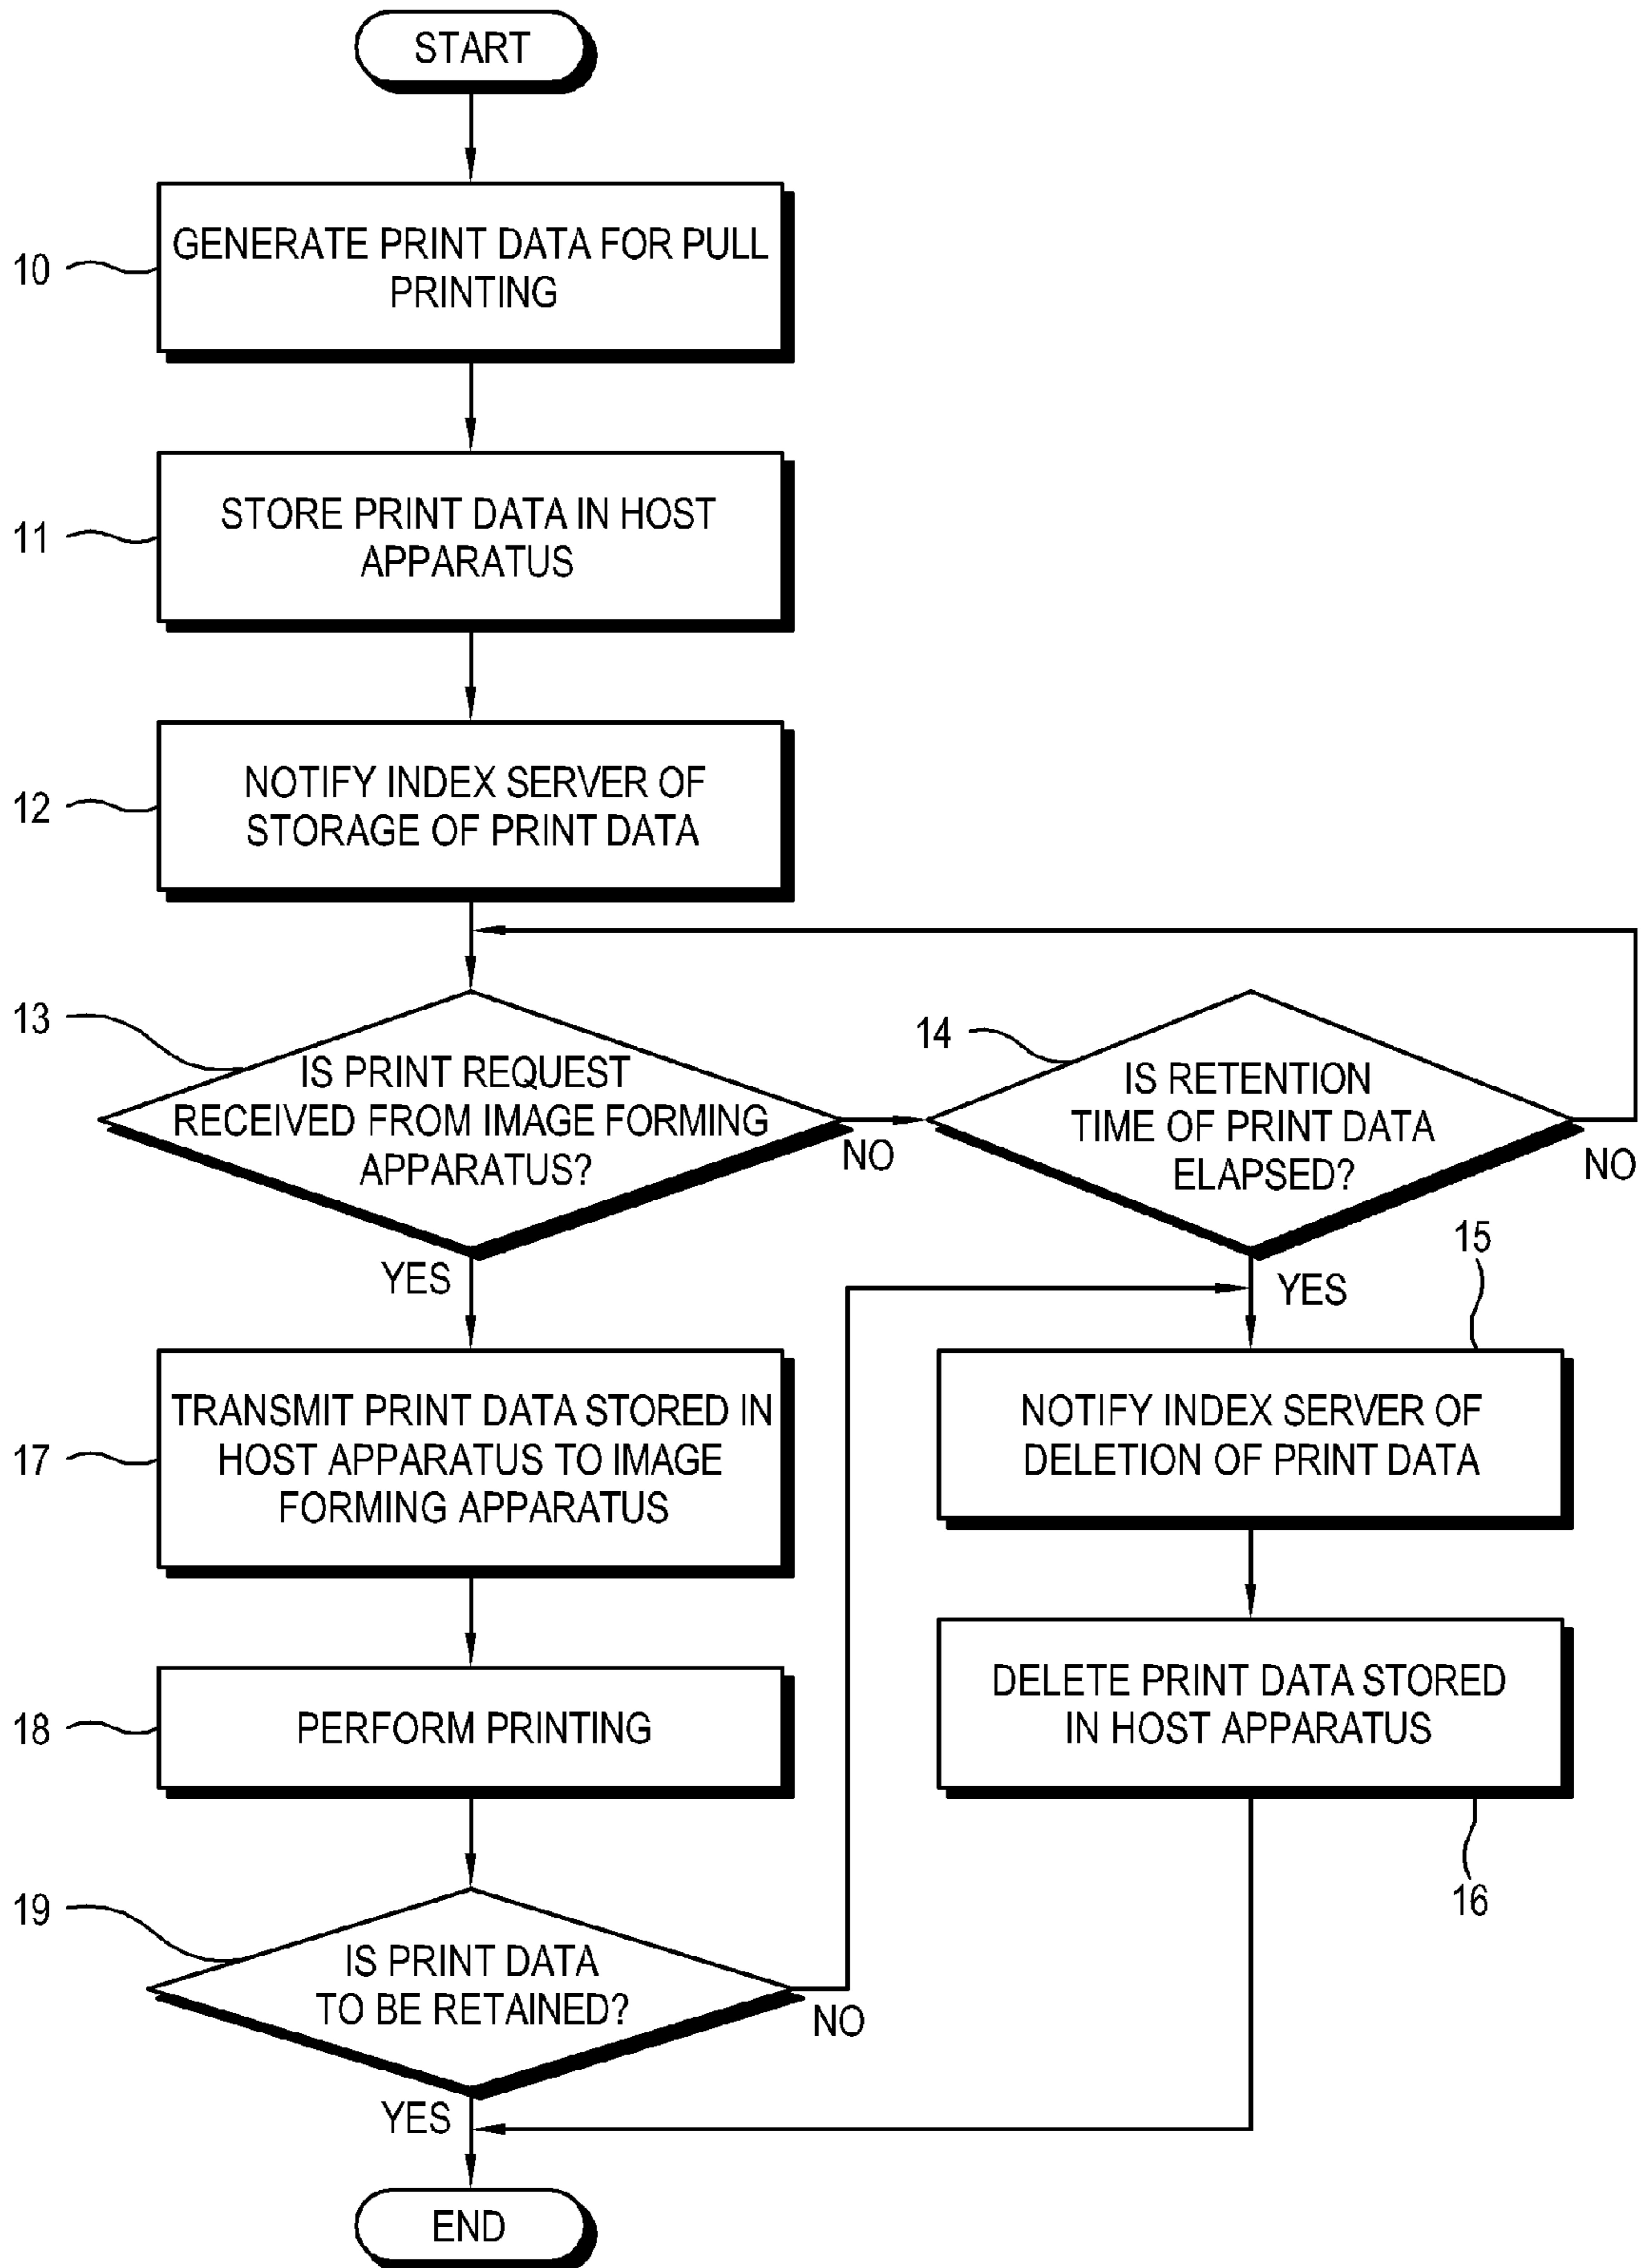 START
10
GENERATE PRINT DATA FOR PULL
PRINTING
11
STORE PRINT DATA IN HOST
APPARATUS
12
NOTIFY INDEX SERVER OF
STORAGE OF PRINT DATA
13
IS PRINT REQUEST
RECEIVED FROM IMAGE FORMING
APPARATUS?
NO
YES
14
IS RETENTION
TIME OF PRINT DATA
ELAPSED?
NO
YES
15
NOTIFY INDEX SERVER OF
DELETION OF PRINT DATA
DELETE PRINT DATA STORED
IN HOST APPARATUS
16
17
TRANSMIT PRINT DATA STORED IN
HOST APPARATUS TO IMAGE
FORMING APPARATUS
18
PERFORM PRINTING
19
IS PRINT DATA
TO BE RETAINED?
NO
YES
END